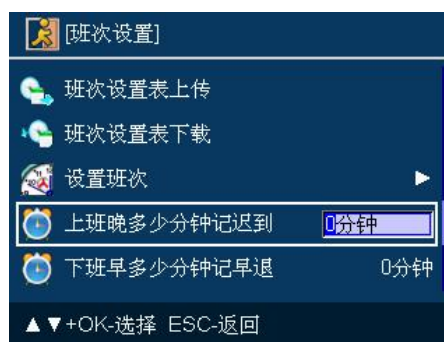 [班次设置]
班次设置表上传
班次设置表下载
设置班次
上班晚多少分钟记迟到 0分钟
下班早多少分钟记早退 0分钟
▲▼+OK-选择 ESC-返回